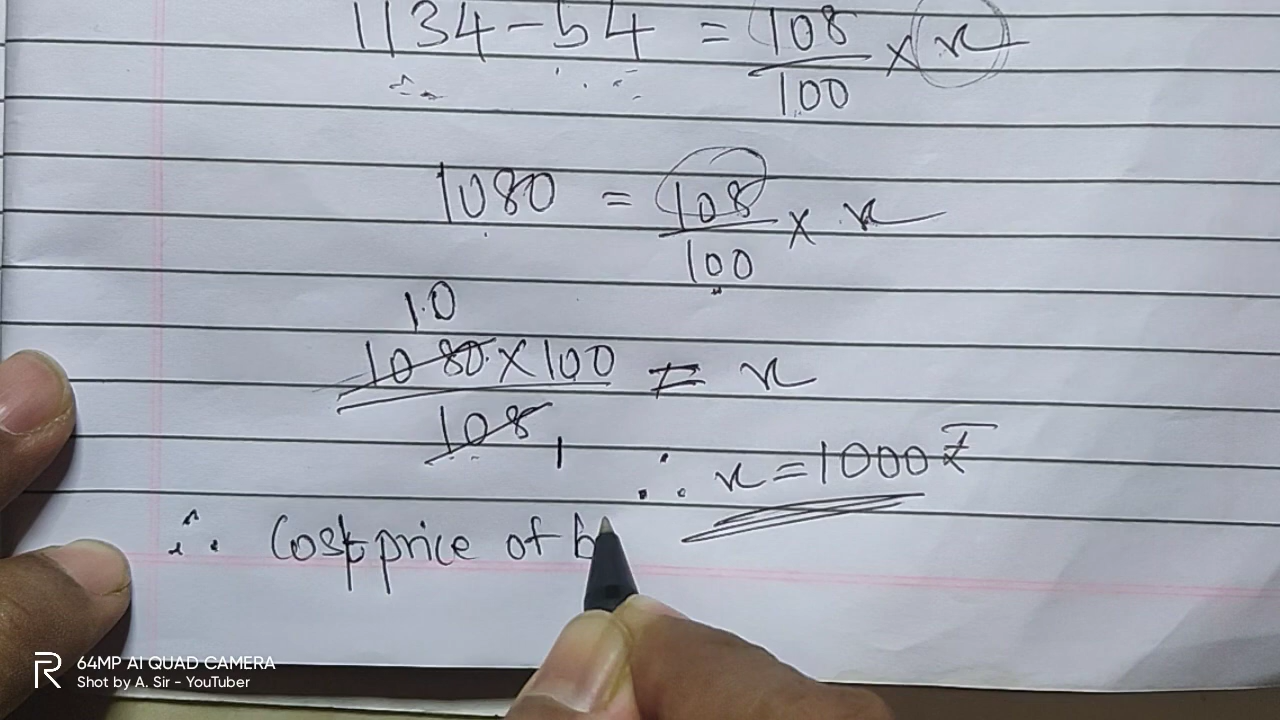 1134-54 = 108/100 × x
1080 = 108/100 × x
10
1080×100/108 = x
1
∴ x=1000₹
∴ Cost price of b
64MP AI QUAD CAMERA
Shot by A. Sir - YouTuber